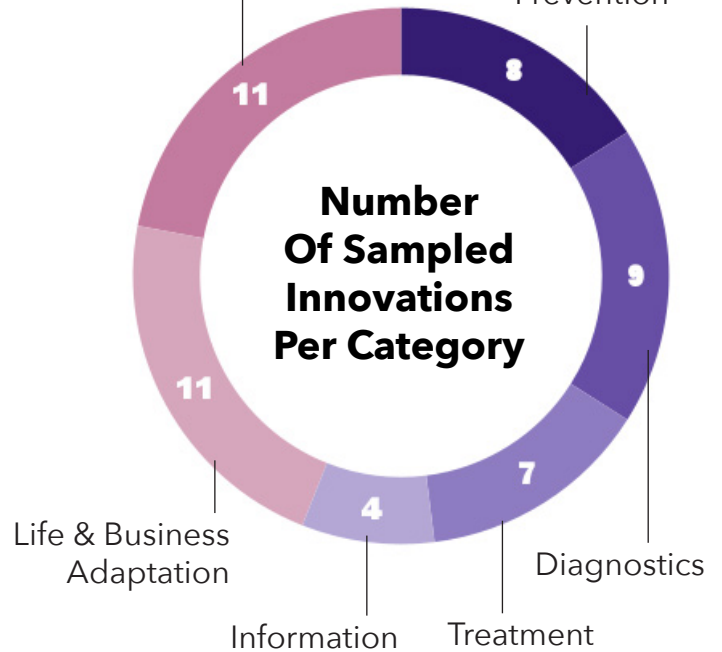 Prevention
11
8
Number
Of Sampled
Innovations
Per Category
9
11
7
4
Life & Business
Adaptation
Diagnostics
Information
Treatment